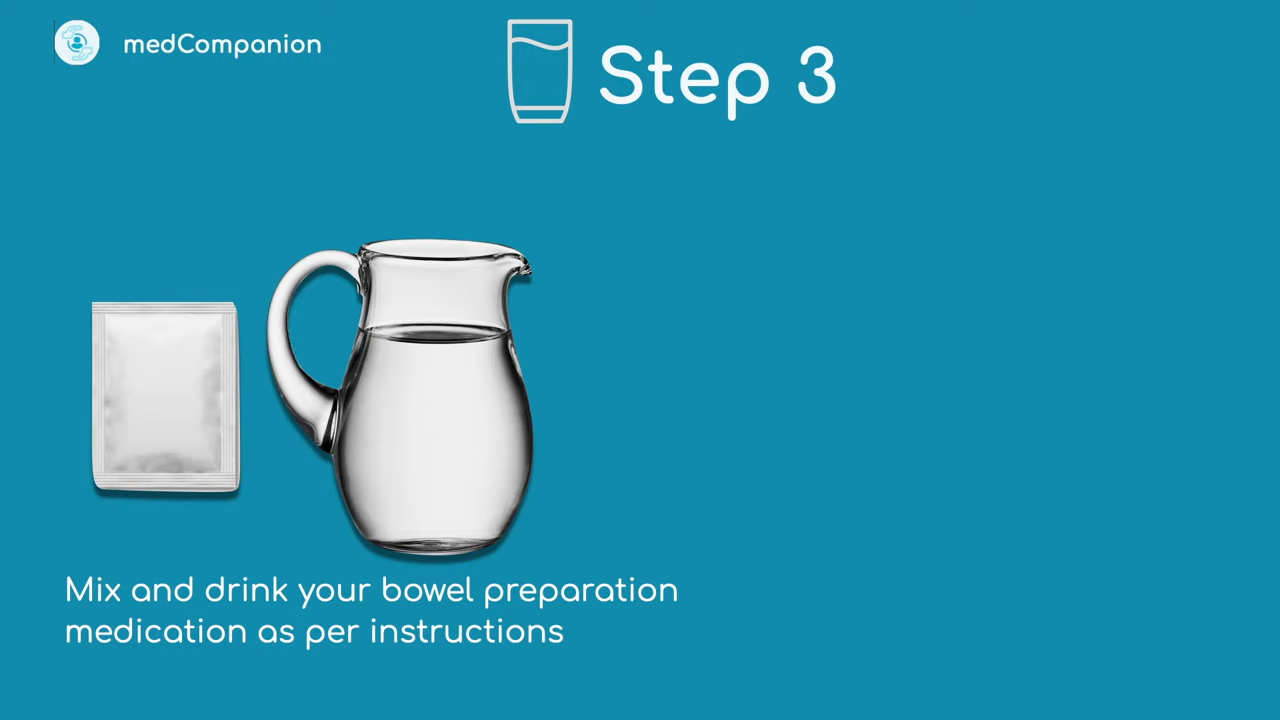 medCompanion
Step 3
Mix and drink your bowel preparation
medication as per instructions